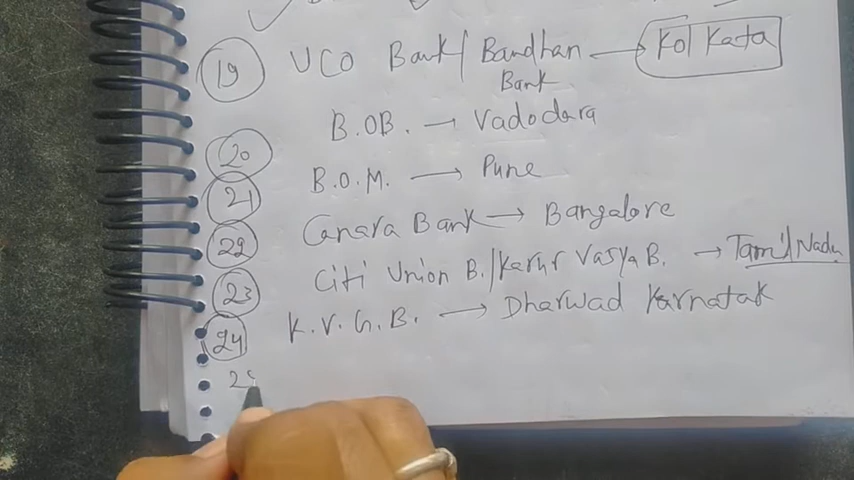 19 UCO Bank/ Bandhan Bank → Kolkata
20 B.OB. → Vadodara
21 B.O.M. → Pune
22 Canara Bank → Bangalore
23 Citi Union B./Karur Vasya B. → Tamil Nadu
24 K.V.G.B. → Dharwad Karnatak